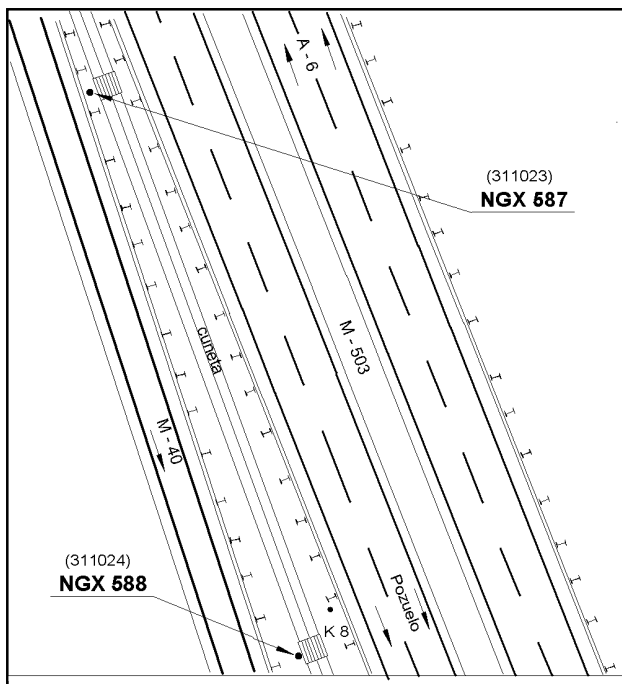 A - 6
(311023)
NGX 587
cuneta
M - 503
M - 40
(311024)
NGX 588
Pozuelo
K 8